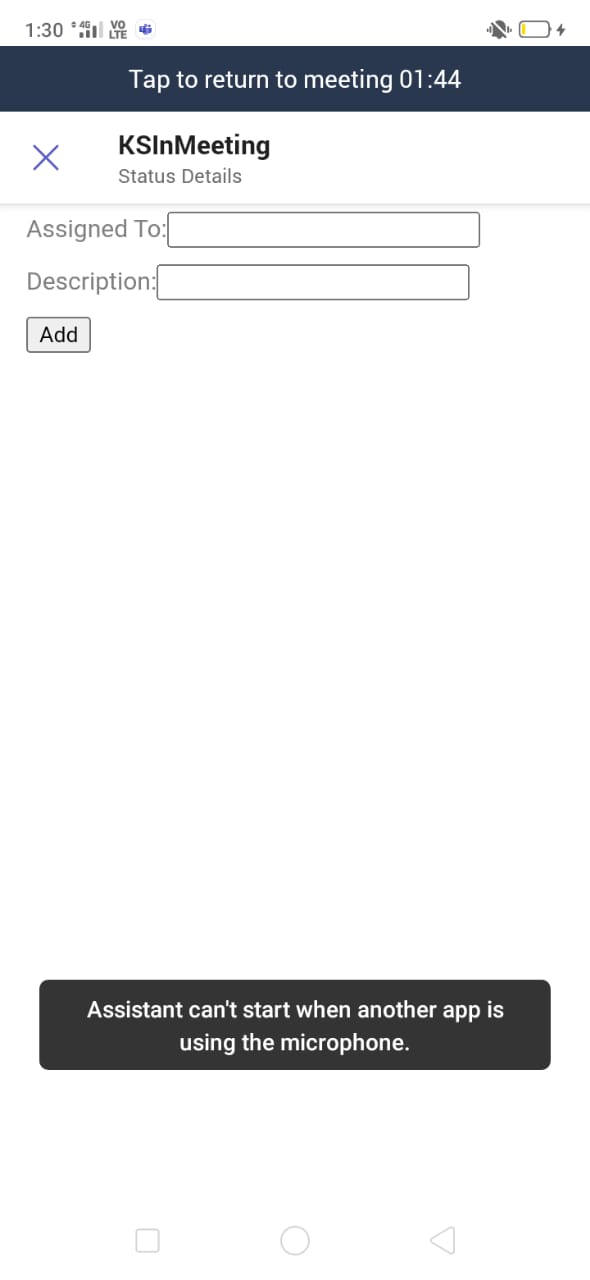 1:30 4G VO LTE
Tap to return to meeting 01:44
KSInMeeting
Status Details
Assigned To:
Description:
Add
Assistant can't start when another app is
using the microphone.